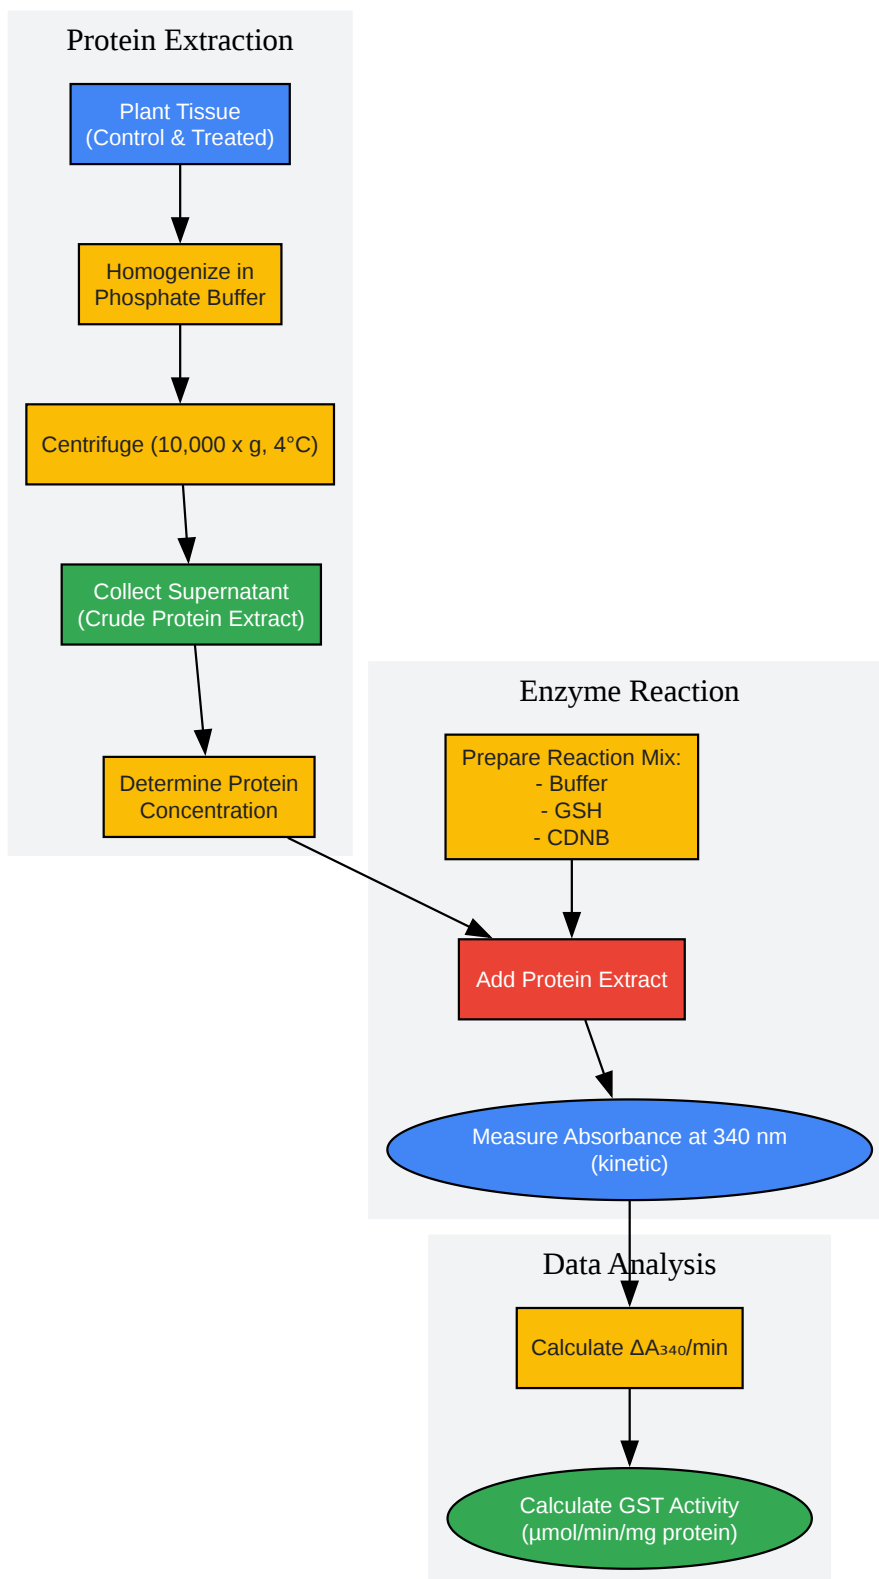 Protein Extraction
Plant Tissue
(Control & Treated)
Homogenize in
Phosphate Buffer
Centrifuge (10,000 x g, 4°C)
Collect Supernatant
(Crude Protein Extract)
Determine Protein
Concentration
Enzyme Reaction
Prepare Reaction Mix:
- Buffer
- GSH
- CDNB
Add Protein Extract
Measure Absorbance at 340 nm
(kinetic)
Data Analysis
Calculate ΔA₃₄₀/min
Calculate GST Activity
(µmol/min/mg protein)